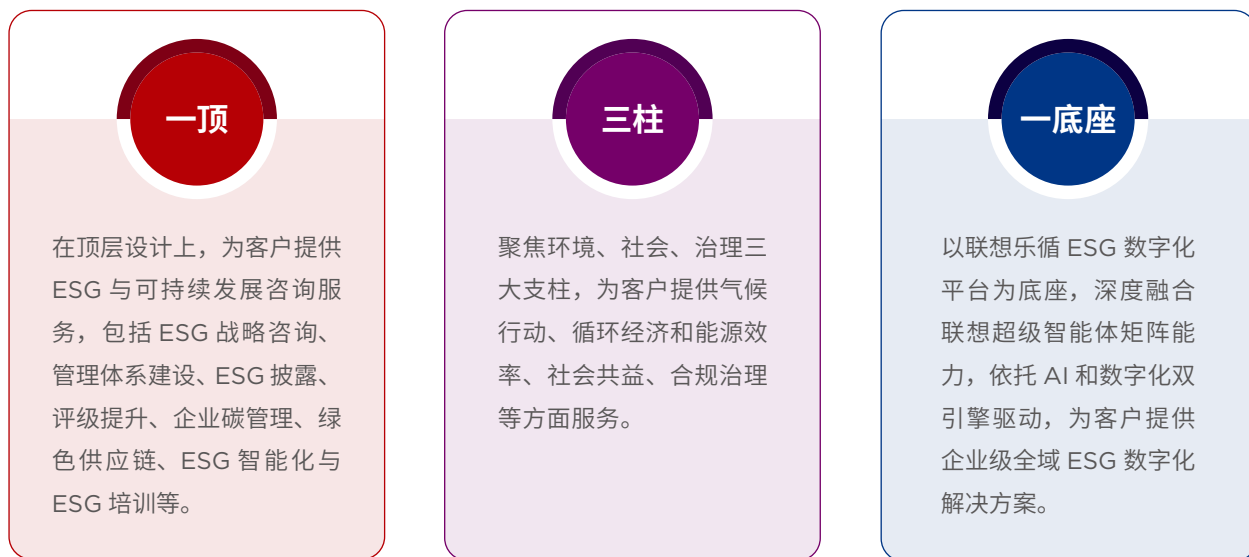 一顶
在顶层设计上，为客户提供
ESG 与可持续发展咨询服
务，包括 ESG 战略咨询、
管理体系建设、ESG 披露、
评级提升、企业碳管理、绿
色供应链、ESG 智能化与
ESG 培训等。
三柱
聚焦环境、社会、治理三
大支柱，为客户提供气候
行动、循环经济和能源效
率、社会共益、合规治理
等方面服务。
一底座
以联想乐循 ESG 数字化
平台为底座，深度融合
联想超级智能体矩阵能
力，依托 AI 和数字化双
引擎驱动，为客户提供
企业级全域 ESG 数字化
解决方案。